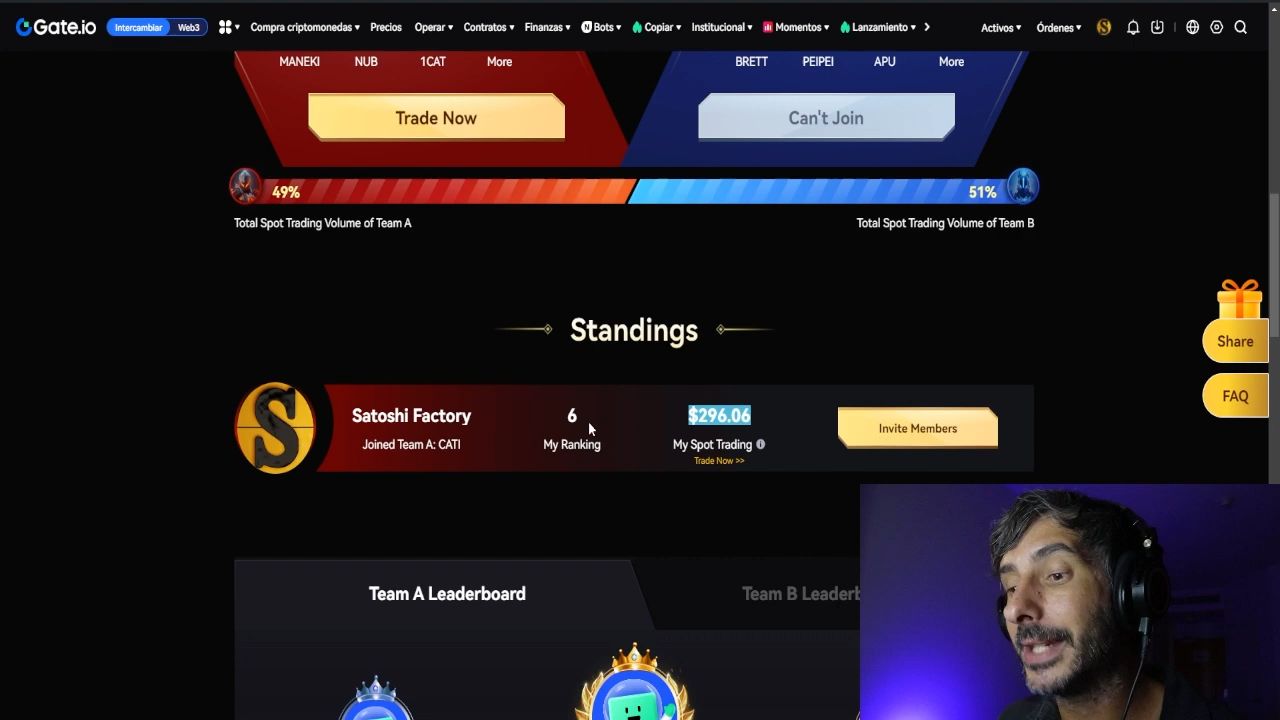 Gate.io Intercambiar Web3 Compra criptomonedas Precios Operar Contratos Finanzas Bots Copiar Institucional Momentos Lanzamiento Activos Órdenes
MANEKI NUB 1CAT More
BRETT PEIPEI APU More
Trade Now
Can't Join
49%
51%
Total Spot Trading Volume of Team A
Total Spot Trading Volume of Team B
Standings
Share
FAQ
Satoshi Factory
Joined Team A: CATI
6
My Ranking
$296.06
My Spot Trading
Trade Now >>
Invite Members
Team A Leaderboard
Team B Leaderb